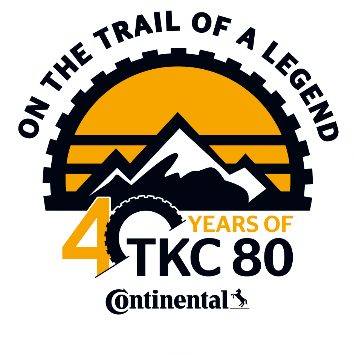 ON THE TRAIL OF A LEGEND
40 YEARS OF
TKC 80
Continental